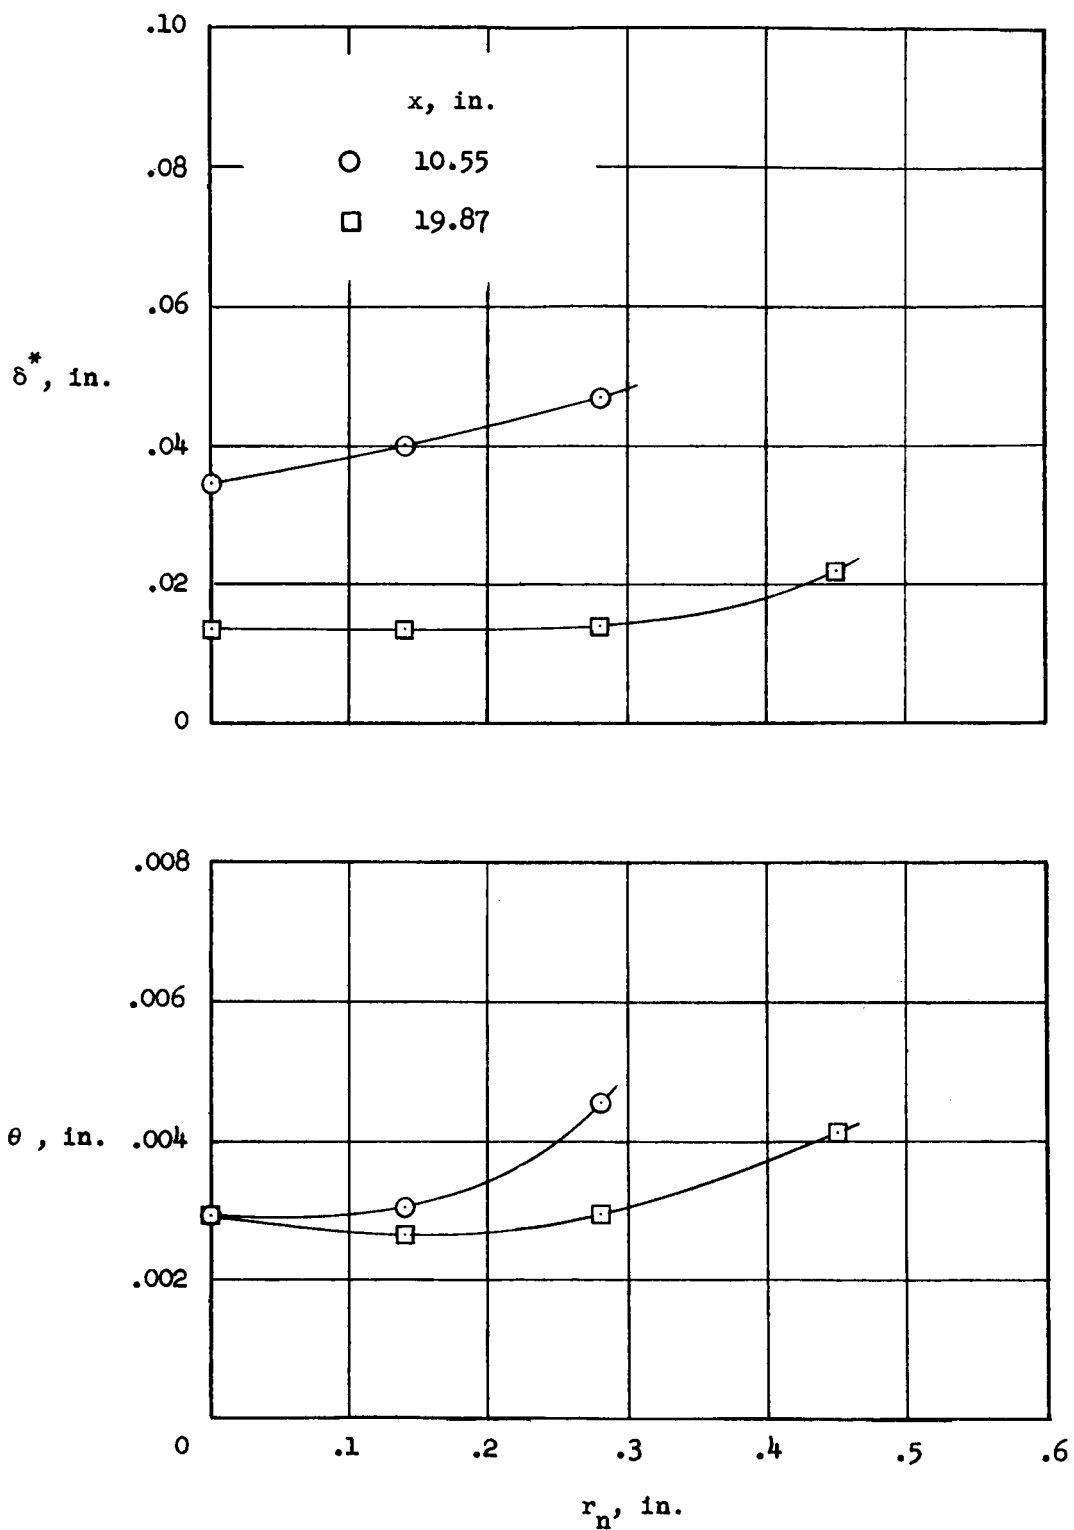 .10
x, in.
.08
10.55
19.87
.06
δ*, in.
.04
.02
0
.008
.006
θ , in.
.004
.002
0 .1 .2 .3 .4 .5 .6
rn, in.